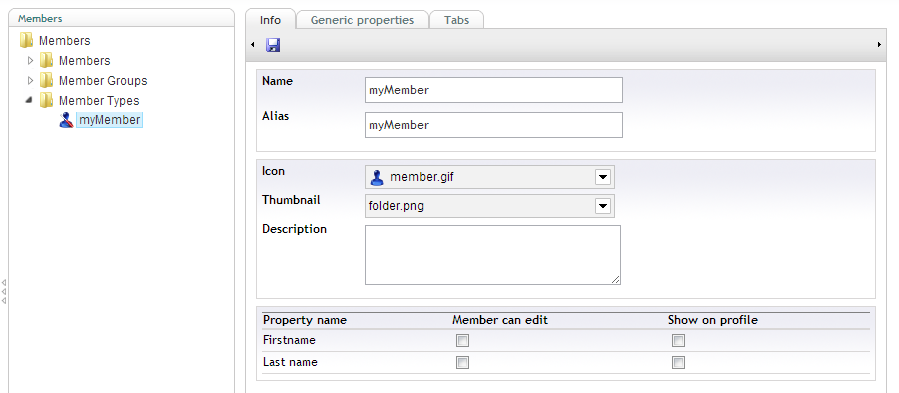 Members
Members
Members
Member Groups
Member Types
myMember
Info Generic properties Tabs
Name myMember
Alias myMember
Icon member.gif
Thumbnail folder.png
Description
Property name Member can edit Show on profile
Firstname
Last name